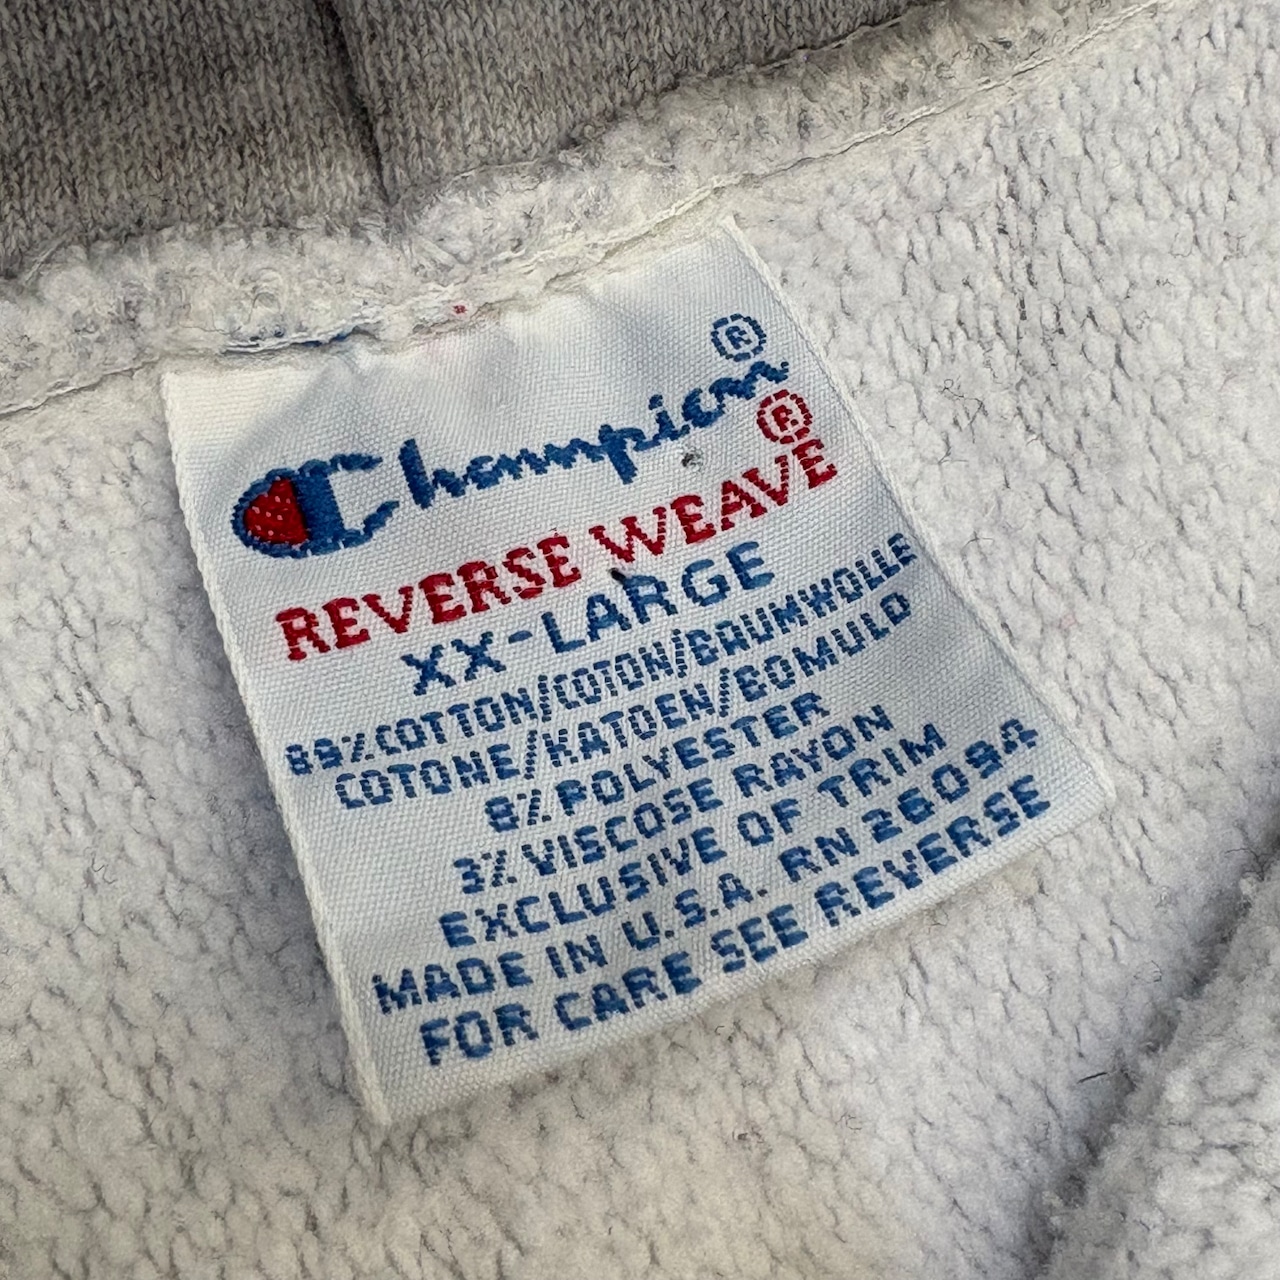 Champion®
REVERSE WEAVE®
XX-LARGE
89%COTTON/COTON/BAUMWOLLE
COTONE/KATOEN/BOMULD
8%POLYESTER
3%VISCOSE RAYON
EXCLUSIVE OF TRIM
MADE IN U.S.A. RN 26094
FOR CARE SEE REVERSE